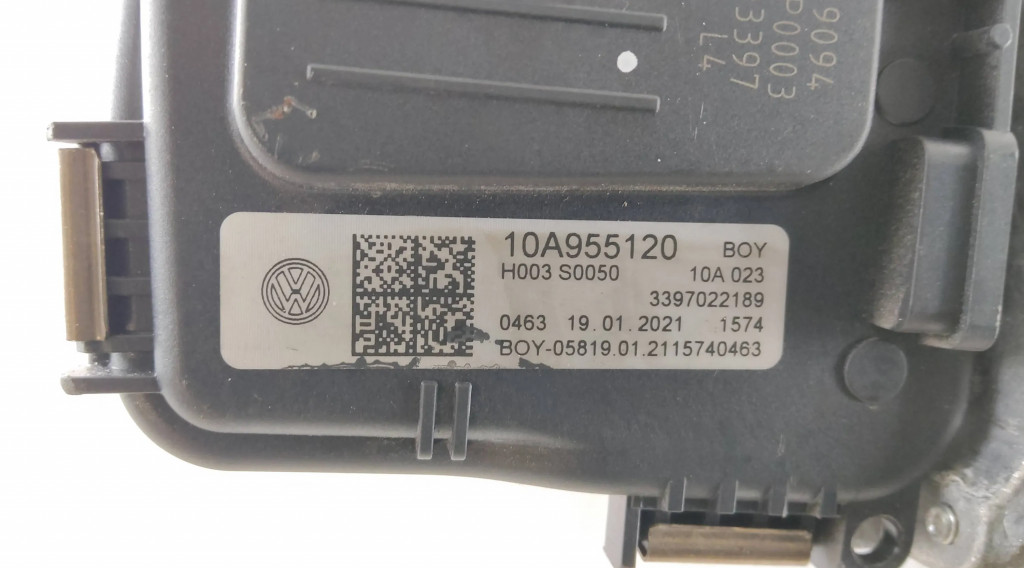 9094
P0003
3397
L4
10A955120 BOY
H003 S0050 10A 023
3397022189
0463 19.01.2021 1574
BOY-05819.01.2115740463